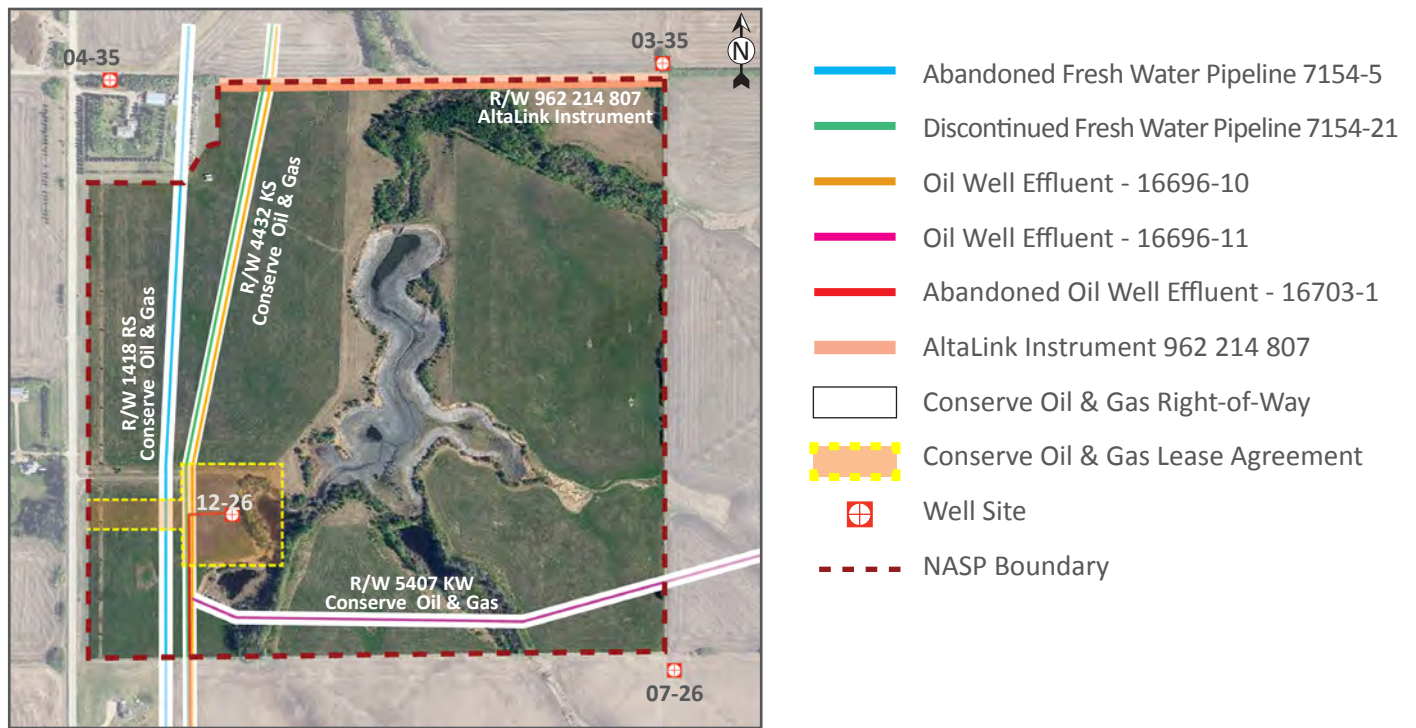 04-35
03-35
N
R/W 962 214 807
AltaLink Instrument
R/W 4432 KS
Conserve Oil & Gas
R/W 1418 RS
Conserve Oil & Gas
12-26
R/W 5407 KW
Conserve Oil & Gas
07-26
Abandoned Fresh Water Pipeline 7154-5
Discontinued Fresh Water Pipeline 7154-21
Oil Well Effluent - 16696-10
Oil Well Effluent - 16696-11
Abandoned Oil Well Effluent - 16703-1
AltaLink Instrument 962 214 807
Conserve Oil & Gas Right-of-Way
Conserve Oil & Gas Lease Agreement
Well Site
NASP Boundary